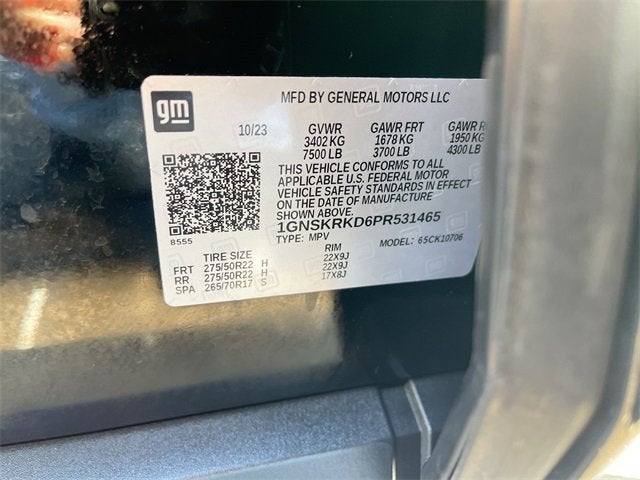 gm
MFD BY GENERAL MOTORS LLC
10/23 GVWR GAWR FRT GAWR R
3402 KG 1678 KG 1950 KG
7500 LB 3700 LB 4300 LB
THIS VEHICLE CONFORMS TO ALL
APPLICABLE U.S. FEDERAL MOTOR
VEHICLE SAFETY STANDARDS IN EFFECT
ON THE DATE OF MANUFACTURE
SHOWN ABOVE.
1GNSKRKD6PR531465
TYPE: MPV MODEL: 65CK10706
8555
TIRE SIZE RIM
FRT 275/50R22 H 22X9J
RR 275/50R22 H 22X9J
SPA 265/70R17 S 17X8J